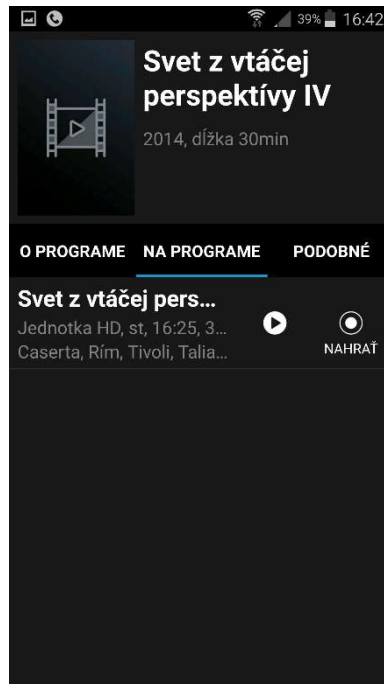 39% 16:42
Svet z vtáčej
perspektívy IV
2014, dĺžka 30min
O PROGRAME NA PROGRAME PODOBNÉ
Svet z vtáčej pers...
Jednotka HD, st, 16:25, 3...
Caserta, Rím, Tivoli, Talia...
NAHRAŤ